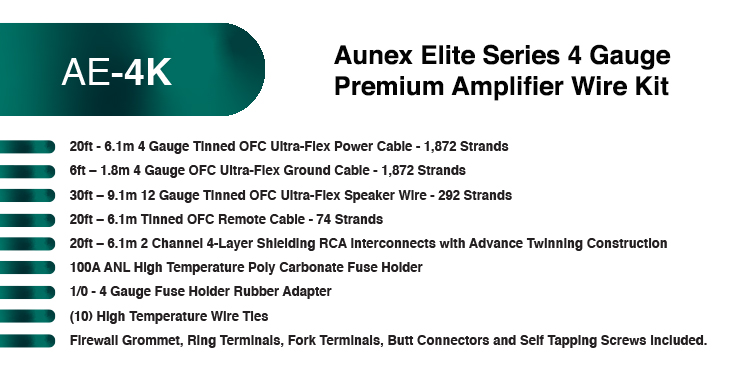 AE-4K
Aunex Elite Series 4 Gauge
Premium Amplifier Wire Kit
20ft - 6.1m 4 Gauge Tinned OFC Ultra-Flex Power Cable - 1,872 Strands
6ft – 1.8m 4 Gauge OFC Ultra-Flex Ground Cable - 1,872 Strands
30ft – 9.1m 12 Gauge Tinned OFC Ultra-Flex Speaker Wire - 292 Strands
20ft – 6.1m Tinned OFC Remote Cable - 74 Strands
20ft – 6.1m 2 Channel 4-Layer Shielding RCA Interconnects with Advance Twinning Construction
100A ANL High Temperature Poly Carbonate Fuse Holder
1/0 - 4 Gauge Fuse Holder Rubber Adapter
(10) High Temperature Wire Ties
Firewall Grommet, Ring Terminals, Fork Terminals, Butt Connectors and Self Tapping Screws Included.